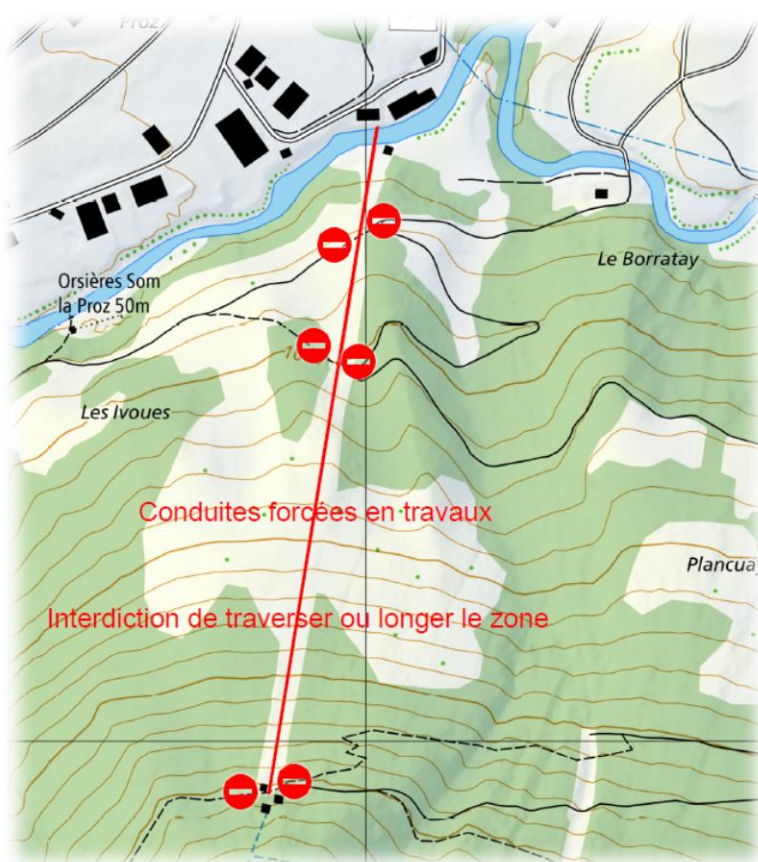 Proz
Le Borratay
Orsières Som
la Proz 50m
Les Ivoues
Conduites forcées en travaux
Plancua
Interdiction de traverser ou longer le zone